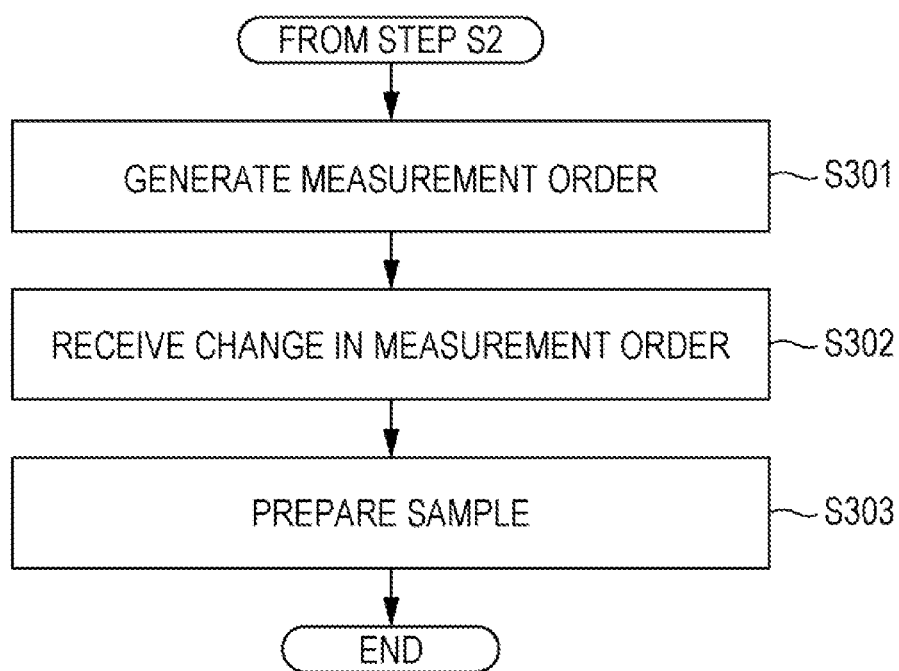 FROM STEP S2
GENERATE MEASUREMENT ORDER
S301
RECEIVE CHANGE IN MEASUREMENT ORDER
S302
PREPARE SAMPLE
S303
END